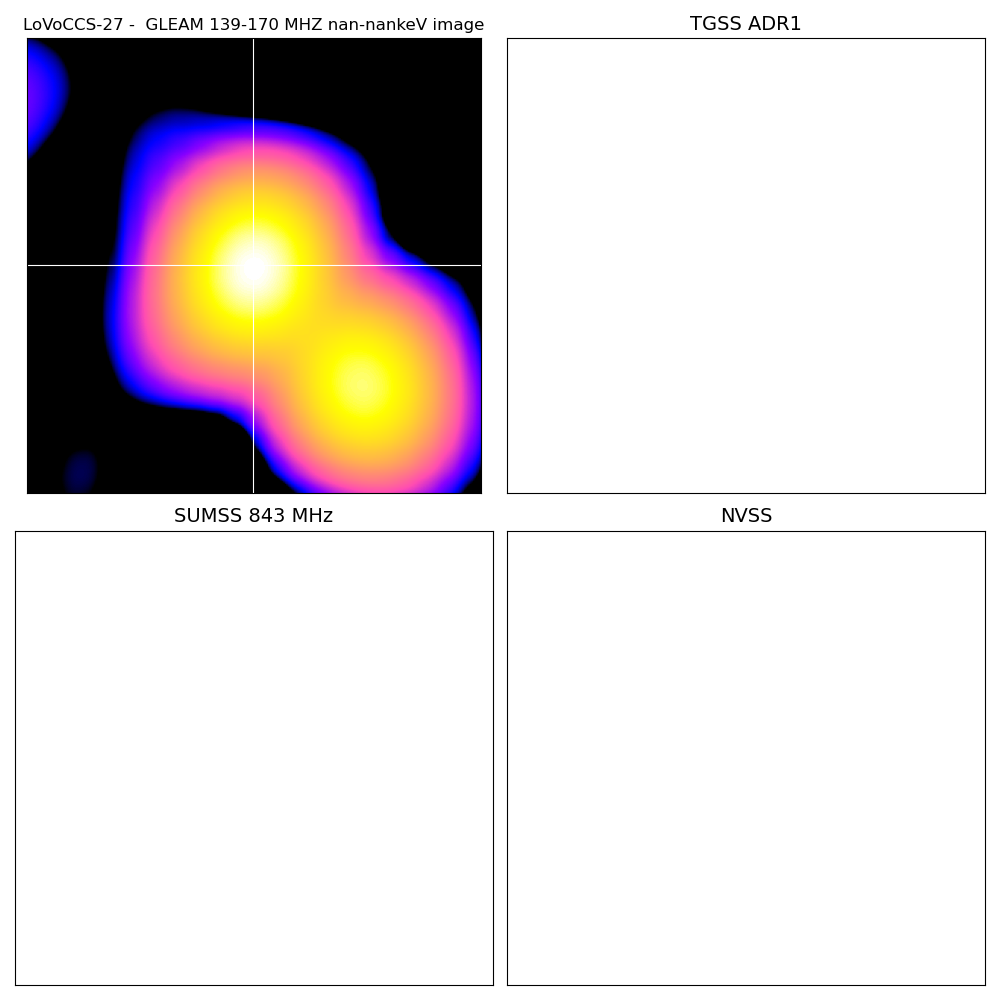 LoVoCCS-27 -  GLEAM 139-170 MHZ nan-nankeV image
TGSS ADR1
SUMSS 843 MHz
NVSS